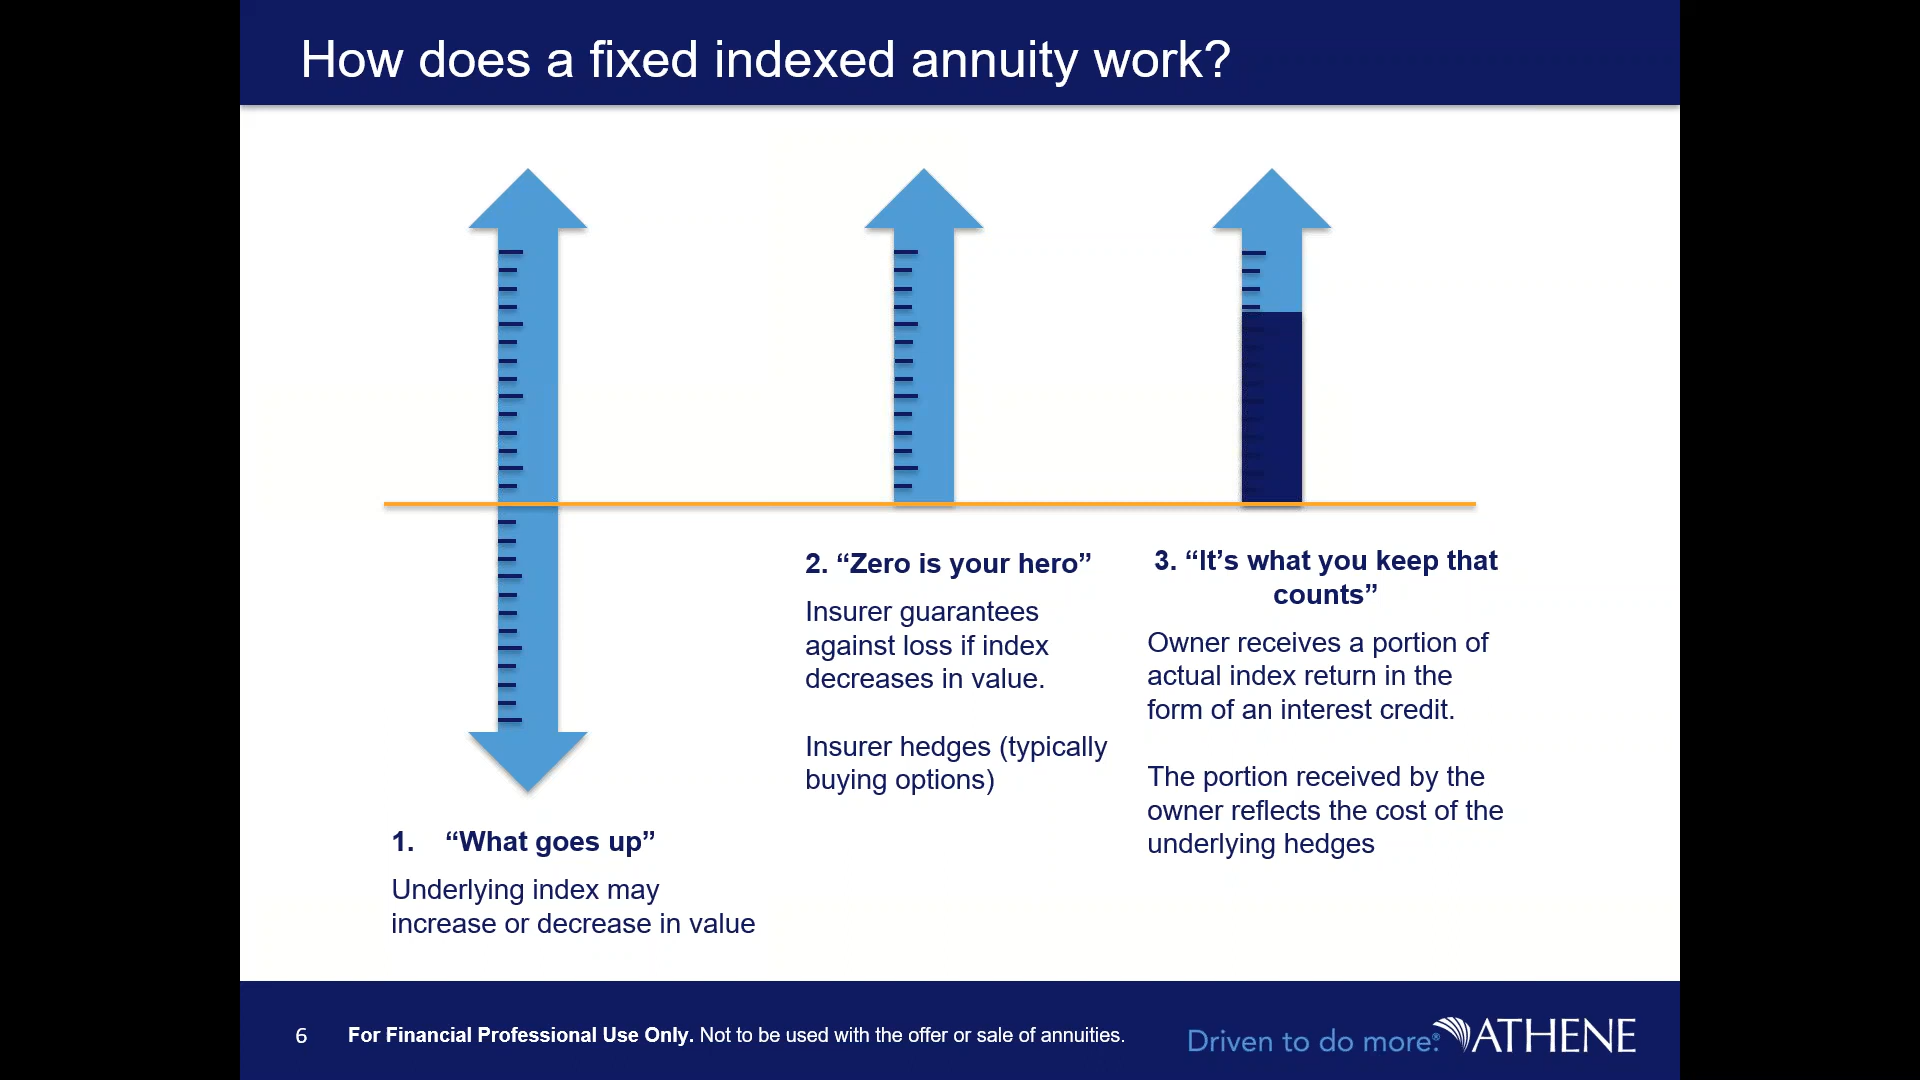 How does a fixed indexed annuity work?
1. “What goes up”
Underlying index may
increase or decrease in value
2. “Zero is your hero”
Insurer guarantees
against loss if index
decreases in value.
Insurer hedges (typically
buying options)
3. “It’s what you keep that
counts”
Owner receives a portion of
actual index return in the
form of an interest credit.
The portion received by the
owner reflects the cost of the
underlying hedges
6 For Financial Professional Use Only. Not to be used with the offer or sale of annuities.
Driven to do more.® ATHENE